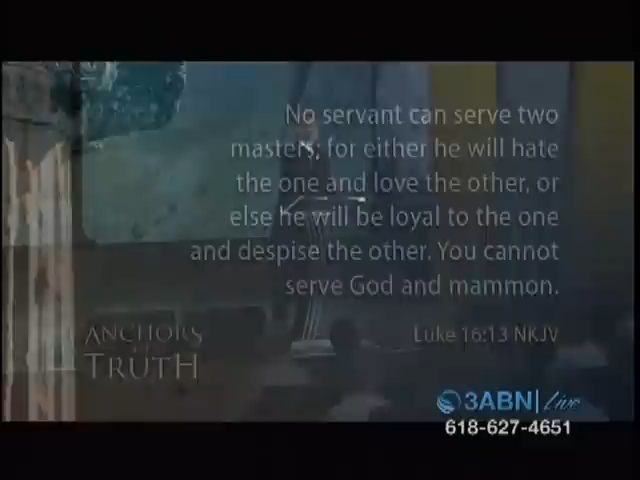 No servant can serve two
masters; for either he will hate
the one and love the other, or
else he will be loyal to the one
and despise the other. You cannot
serve God and mammon.
Luke 16:13 NKJV
ANCHORS
OF
TRUTH
3ABN|Live
618-627-4651